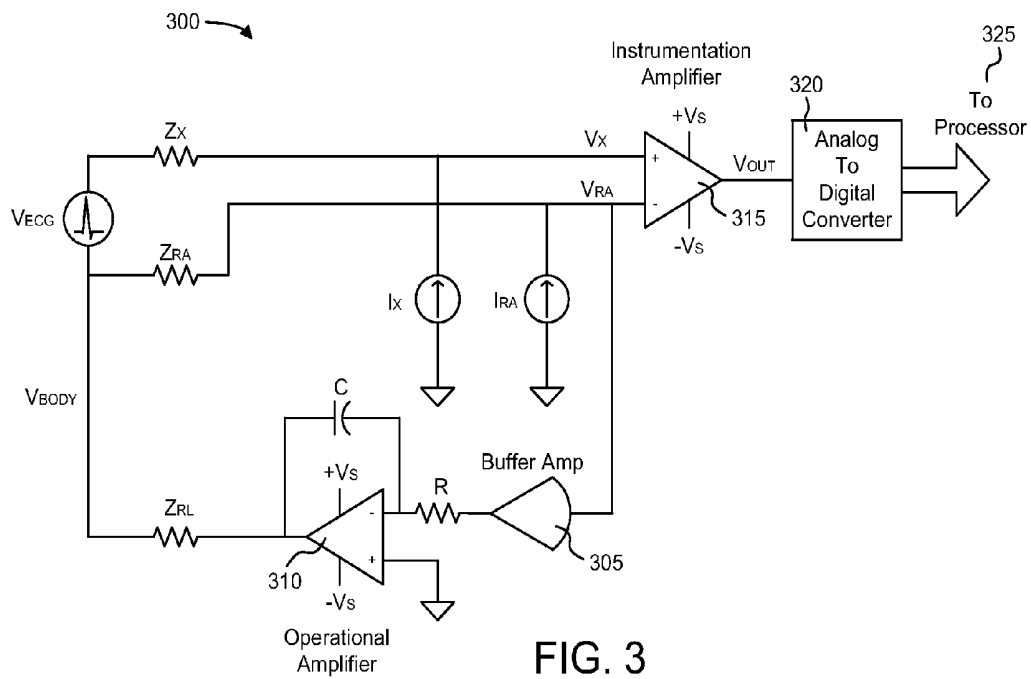 300
Instrumentation
Amplifier
325
To
Processor
320
Analog
To
Digital
Converter
+VS
ZX
VX
+
VOUT
VRA
-
315
-VS
VECG
ZRA
IX
IRA
VBODY
C
Buffer Amp
+VS
R
ZRL
-
+
310
305
-VS
Operational
Amplifier
FIG. 3